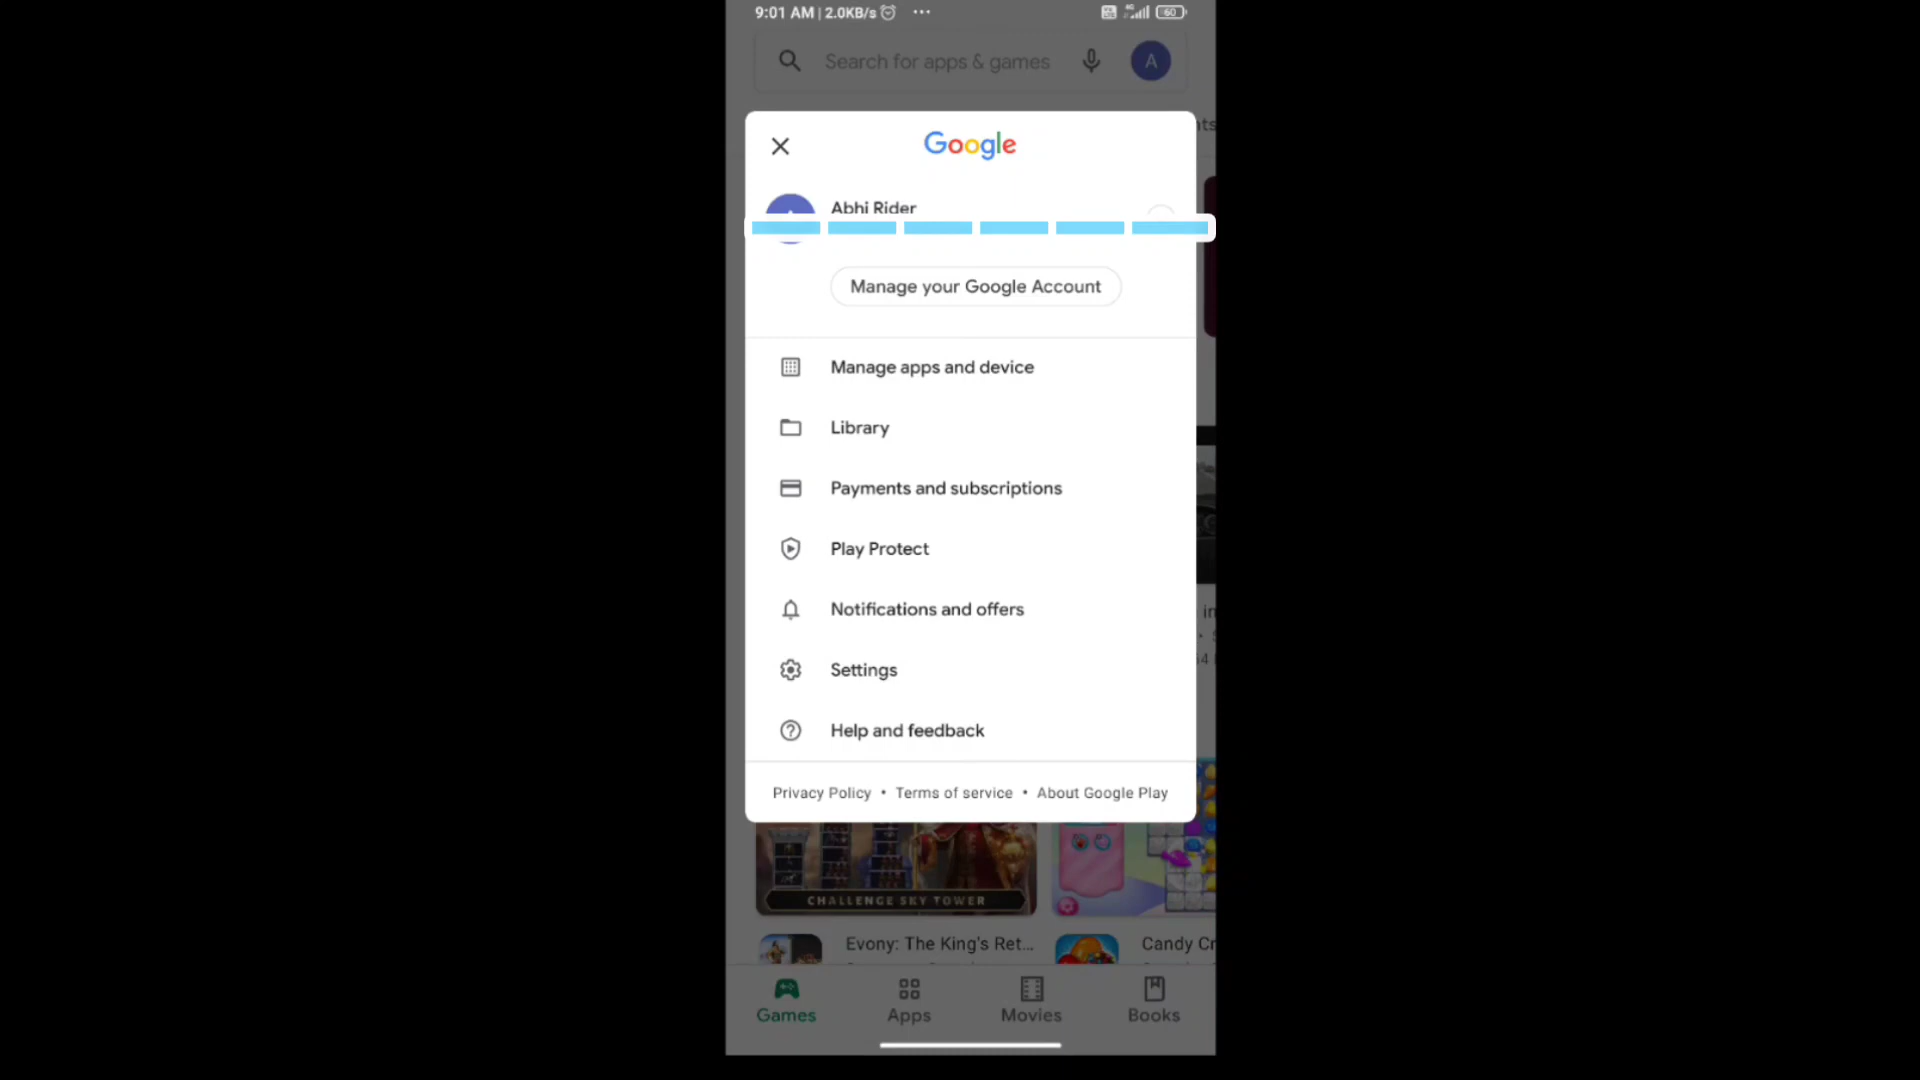 9:01 AM | 2.0KB/s
4G
60
Search for apps & games
A
Google
Abhi Rider
Manage your Google Account
Manage apps and device
Library
Payments and subscriptions
Play Protect
Notifications and offers
Settings
Help and feedback
Privacy Policy • Terms of service • About Google Play
CHALLENGE SKY TOWER
Evony: The King's Ret...
Candy Cr
Games
Apps
Movies
Books